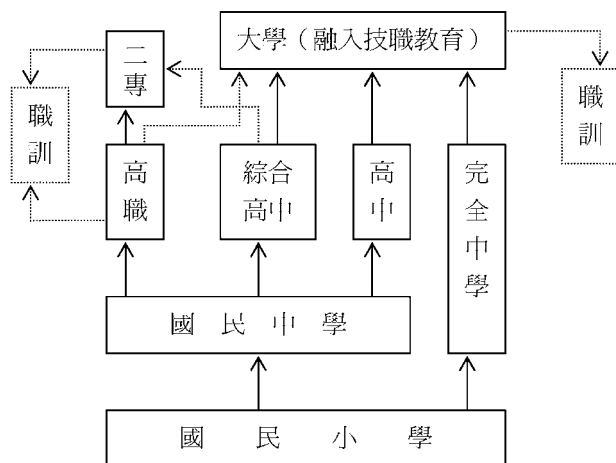 大學（融入技職教育）
二專
職訓
職訓
高職
綜合
高中
高中
完全中學
國民中學
國民小學